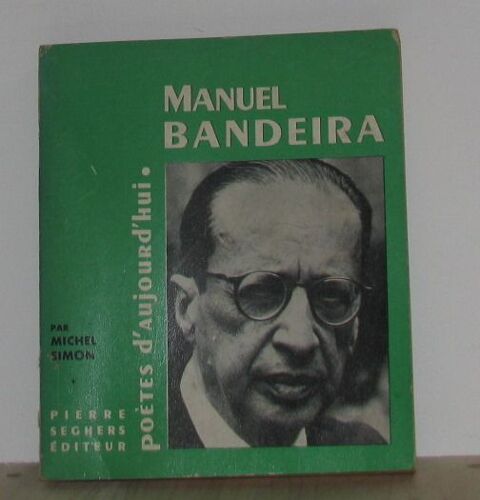 MANUEL
BANDEIRA
POÈTES d'AUJOURd'hui.
PAR
MICHEL
SIMON
PIERRE
SEGHERS
ÉDITEUR